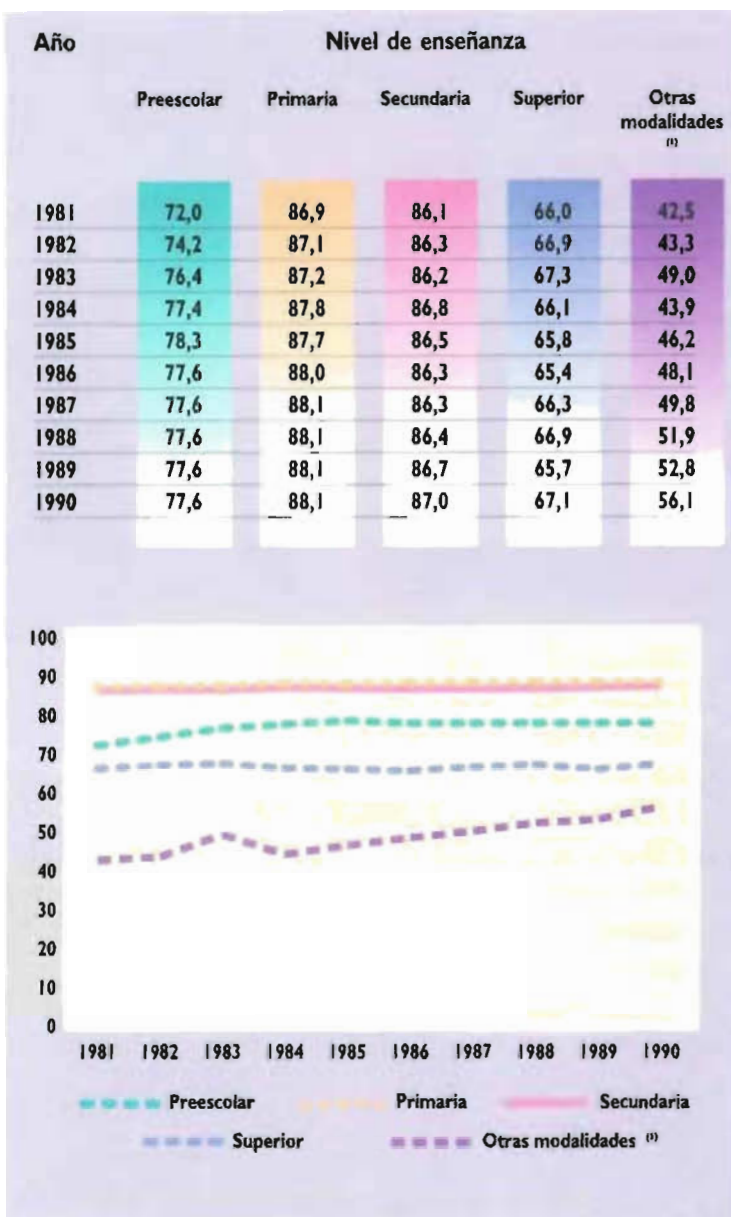 Año Nivel de enseñanza
Preescolar Primaria Secundaria Superior Otras
modalidades
(1)
1981 72,0 86,9 86,1 66,0 42,5
1982 74,2 87,1 86,3 66,9 43,3
1983 76,4 87,2 86,2 67,3 49,0
1984 77,4 87,8 86,8 66,1 43,9
1985 78,3 87,7 86,5 65,8 46,2
1986 77,6 88,0 86,3 65,4 48,1
1987 77,6 88,1 86,3 66,3 49,8
1988 77,6 88,1 86,4 66,9 51,9
1989 77,6 88,1 86,7 65,7 52,8
1990 77,6 88,1 87,0 67,1 56,1
100
90
80
70
60
50
40
30
20
10
0
1981 1982 1983 1984 1985 1986 1987 1988 1989 1990
Preescolar Primaria Secundaria
Superior Otras modalidades (1)